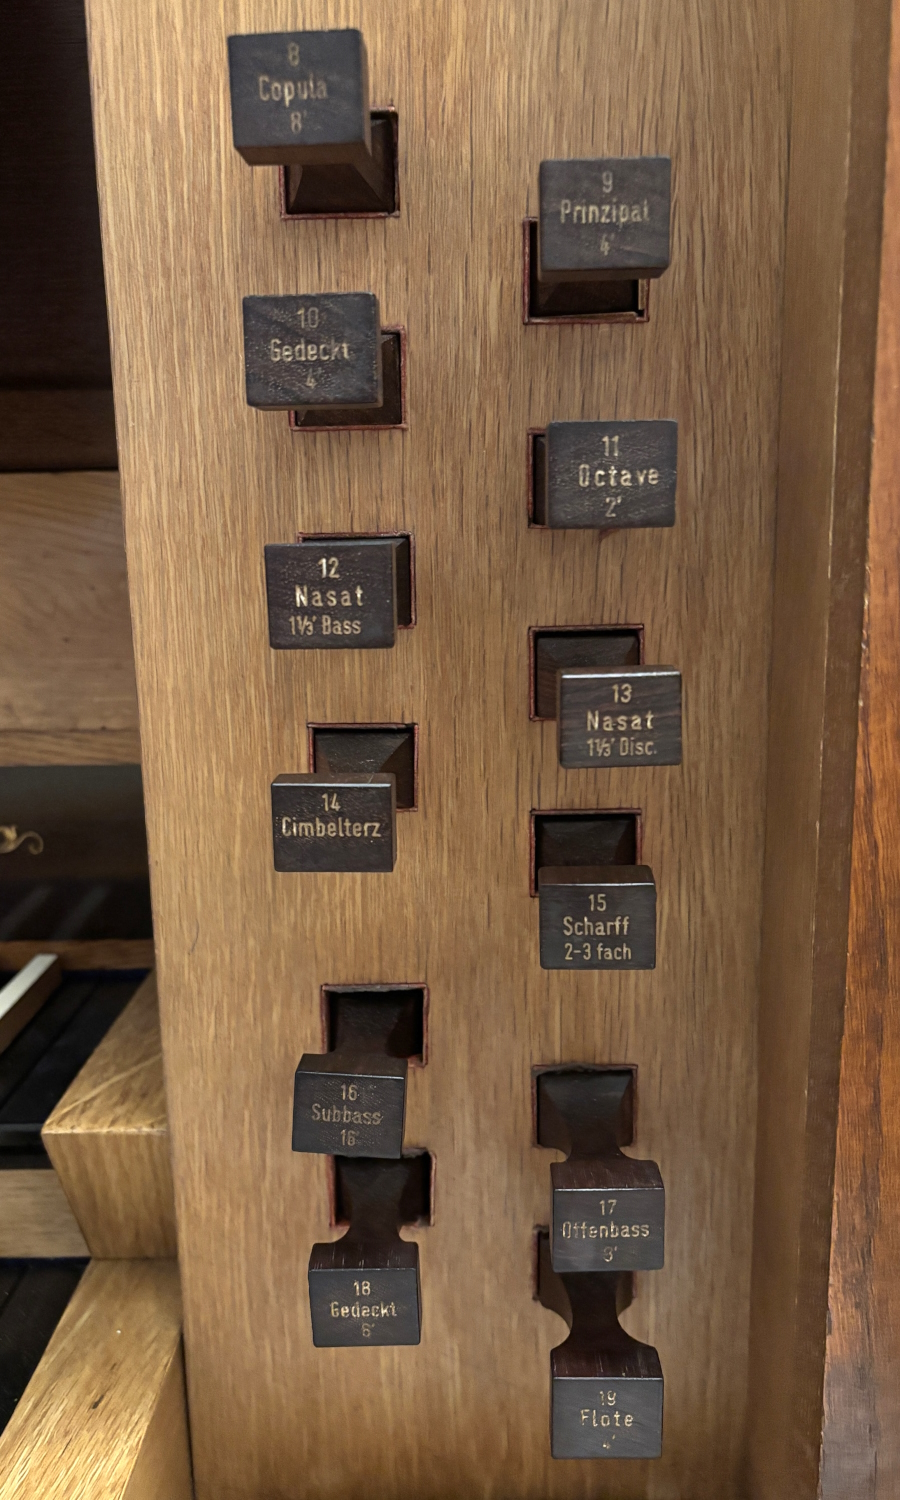 8
Copula
8'
9
Prinzipal
4'
10
Gedeckt
4'
11
Octave
2'
12
Nasat
1⅓' Bass
13
Nasat
1⅓' Disc.
14
Cimbelterz
15
Scharff
2-3 fach
16
Subbass
16'
17
Offenbass
8'
18
Gedackt
8'
19
Flote
4'